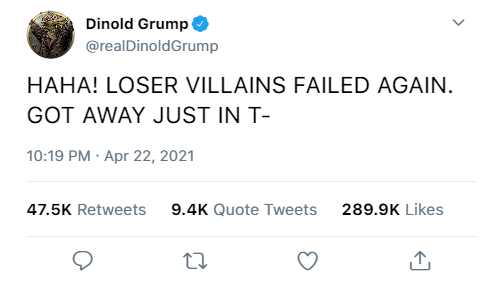 Dinold Grump
@realDinoldGrump
HAHA! LOSER VILLAINS FAILED AGAIN.
GOT AWAY JUST IN T-
10:19 PM · Apr 22, 2021
47.5K Retweets 9.4K Quote Tweets 289.9K Likes